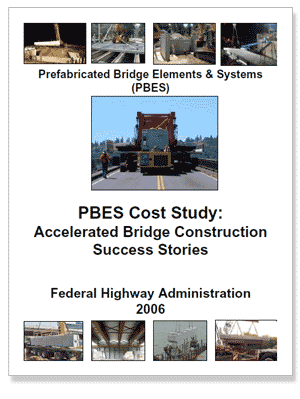 Prefabricated Bridge Elements & Systems
(PBES)
PBES Cost Study:
Accelerated Bridge Construction
Success Stories
Federal Highway Administration
2006